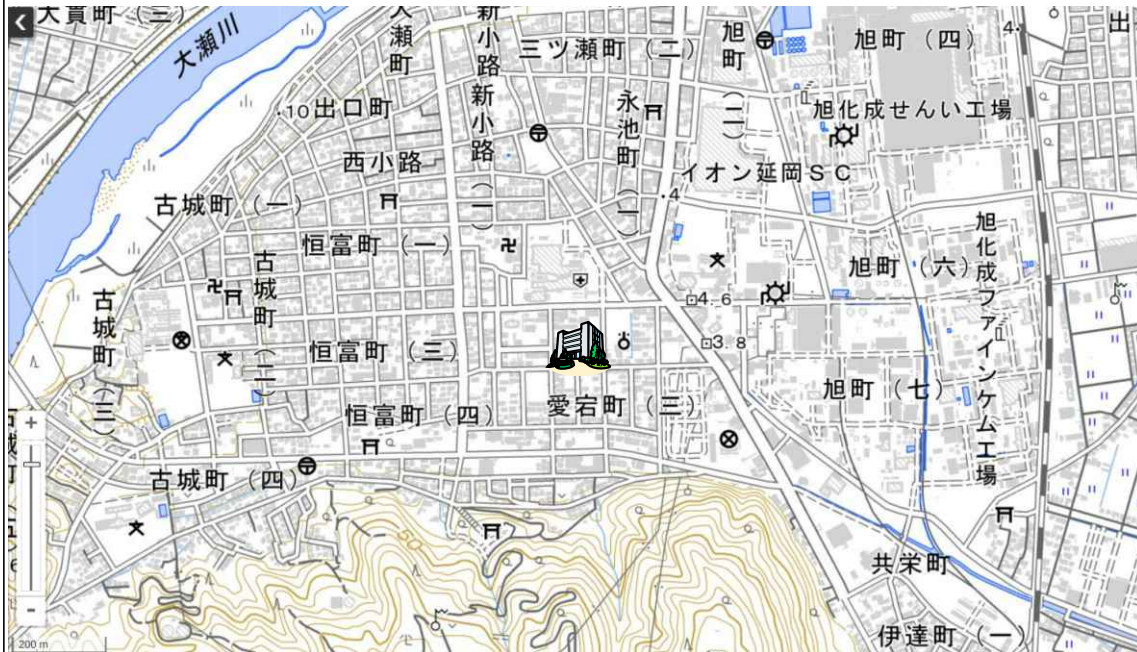 大貫町（三）
大瀬川
大瀬町
新小路
新小路（一）
三ツ瀬町（二）
旭町（二）
旭町（四）
4.
出
.10
出口町
永池町（一）
旭化成せんい工場
西小路
イオン延岡ＳＣ
古城町（一）
.4
恒富町（一）
古城町（二）
旭町（六）
旭化成ファインケム工場
4.6
古城町（三）
恒富町（三）
3.8
旭町（七）
恒富町（四）
愛宕町（三）
古城町（四）
50
共栄町
伊達町（一）
200 m